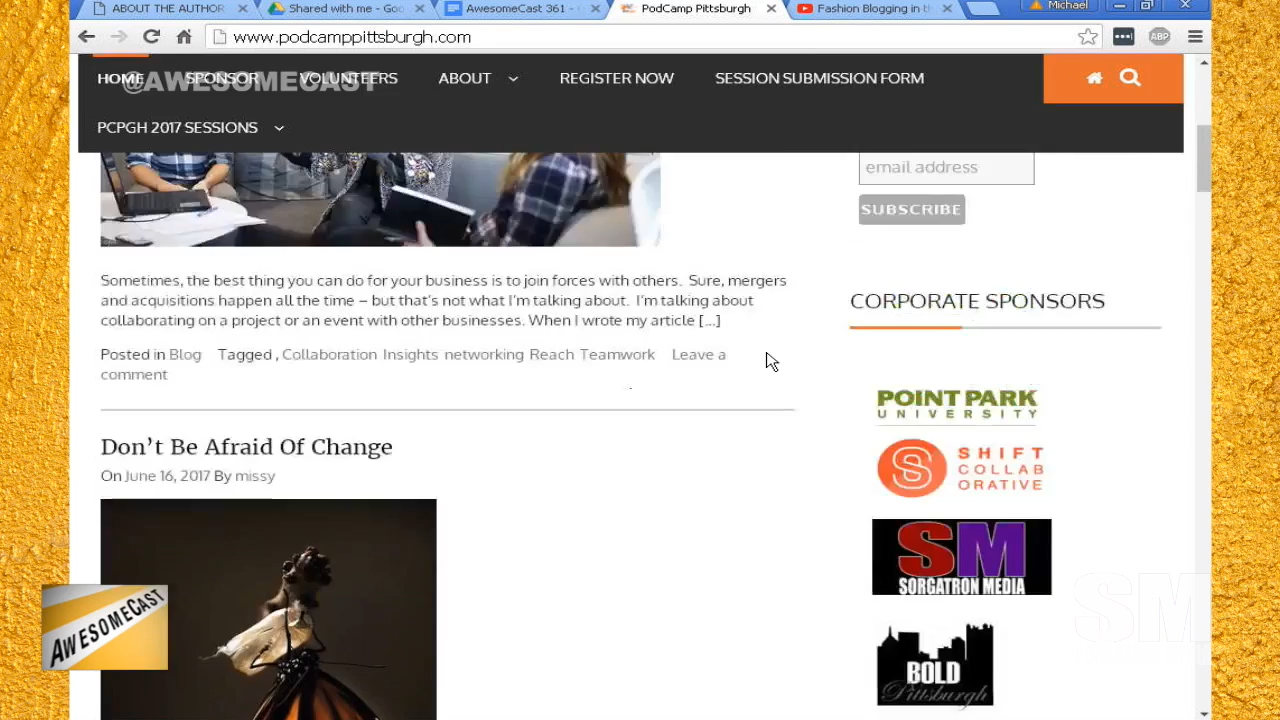 ABOUT THE AUTHOR
Shared with me - Goo
AwesomeCast 361 -
PodCamp Pittsburgh
Fashion Blogging in t
Michael
www.podcamppittsburgh.com
ABP
HOME
SPONSOR
VOLUNTEERS
ABOUT
REGISTER NOW
SESSION SUBMISSION FORM
@AWESOMECAST
PCPGH 2017 SESSIONS
email address
SUBSCRIBE
Sometimes, the best thing you can do for your business is to join forces with others. Sure, mergers
and acquisitions happen all the time – but that's not what I'm talking about. I'm talking about
collaborating on a project or an event with other businesses. When I wrote my article [...]
Posted in Blog Tagged , Collaboration Insights networking Reach Teamwork Leave a
comment
CORPORATE SPONSORS
POINT PARK
UNIVERSITY
SHIFT
COLLAB
ORATIVE
Don't Be Afraid Of Change
On June 16, 2017 By missy
SM
SORGATRON MEDIA
AWESOMECAST
SM
BOLD
Pittsburgh